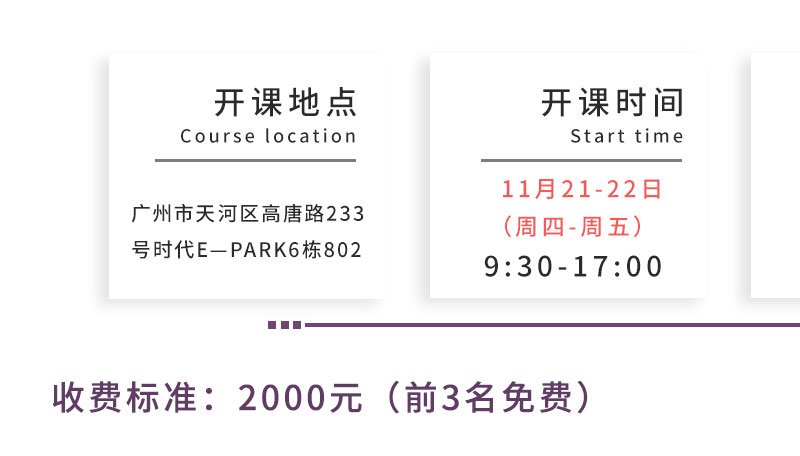 开课地点
Course location
广州市天河区高唐路233
号时代E—PARK6栋802
开课时间
Start time
11月21-22日
（周四-周五）
9:30-17:00
收费标准：2000元（前3名免费）